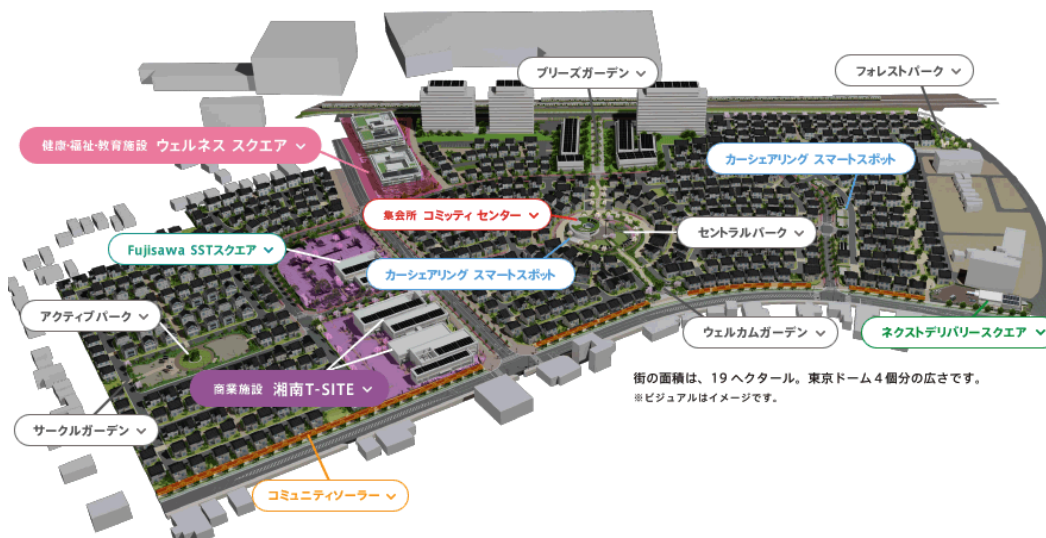 ブリーズガーデン
フォレストパーク
健康・福祉・教育施設 ウェルネス スクエア
カーシェアリング スマートスポット
集会所 コミッティ センター
セントラルパーク
Fujisawa SSTスクエア
カーシェアリング スマートスポット
アクティブパーク
ウェルカムガーデン
ネクストデリバリースクエア
商業施設 湘南T-SITE
街の面積は、19ヘクタール。東京ドーム4個分の広さです。
※ビジュアルはイメージです。
サークルガーデン
コミュニティソーラー